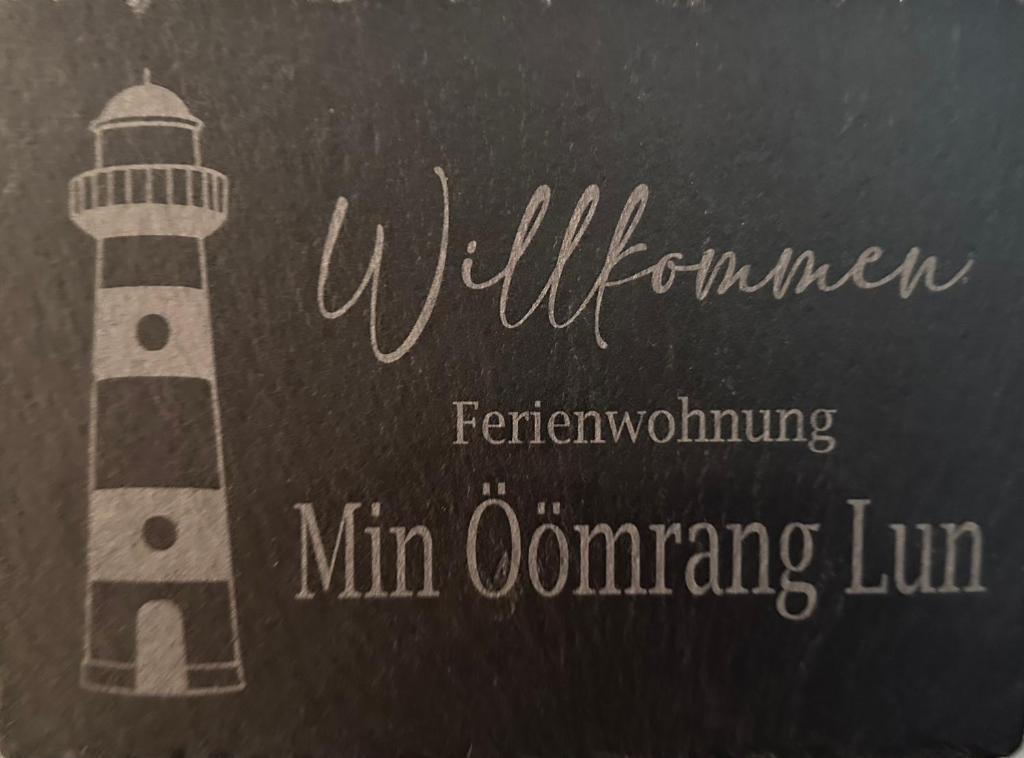 Willkommen
Ferienwohnung
Min Öömrang Lun